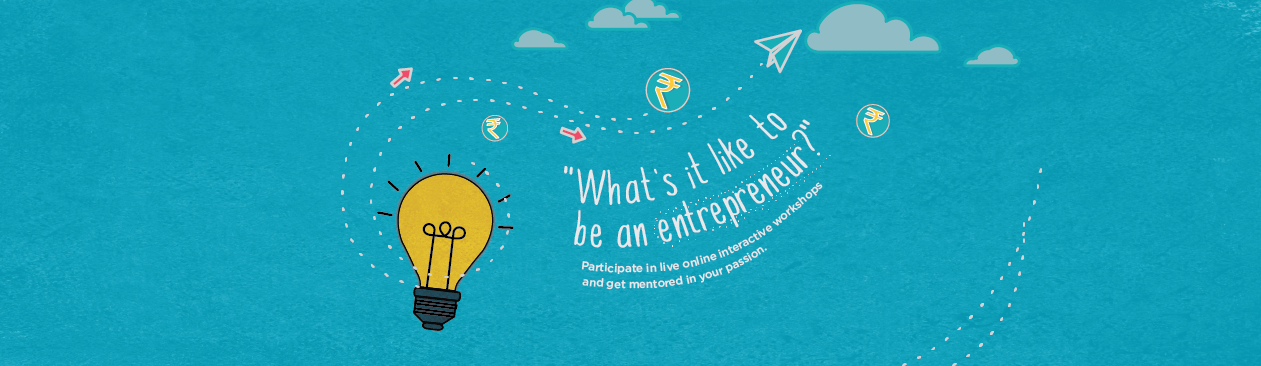 "What's it like to
be an entrepreneur?"
Participate in live online interactive workshops
and get mentored in your passion.
₹
₹
₹